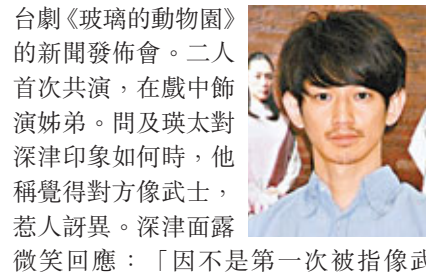 台劇《玻璃的動物園》
的新聞發佈會。二人
首次共演，在戲中飾
演姊弟。問及瑛太對
深津印象如何時，他
稱覺得對方像武士，
惹人訝異。深津面露
微笑回應：「因不是第一次被指像武